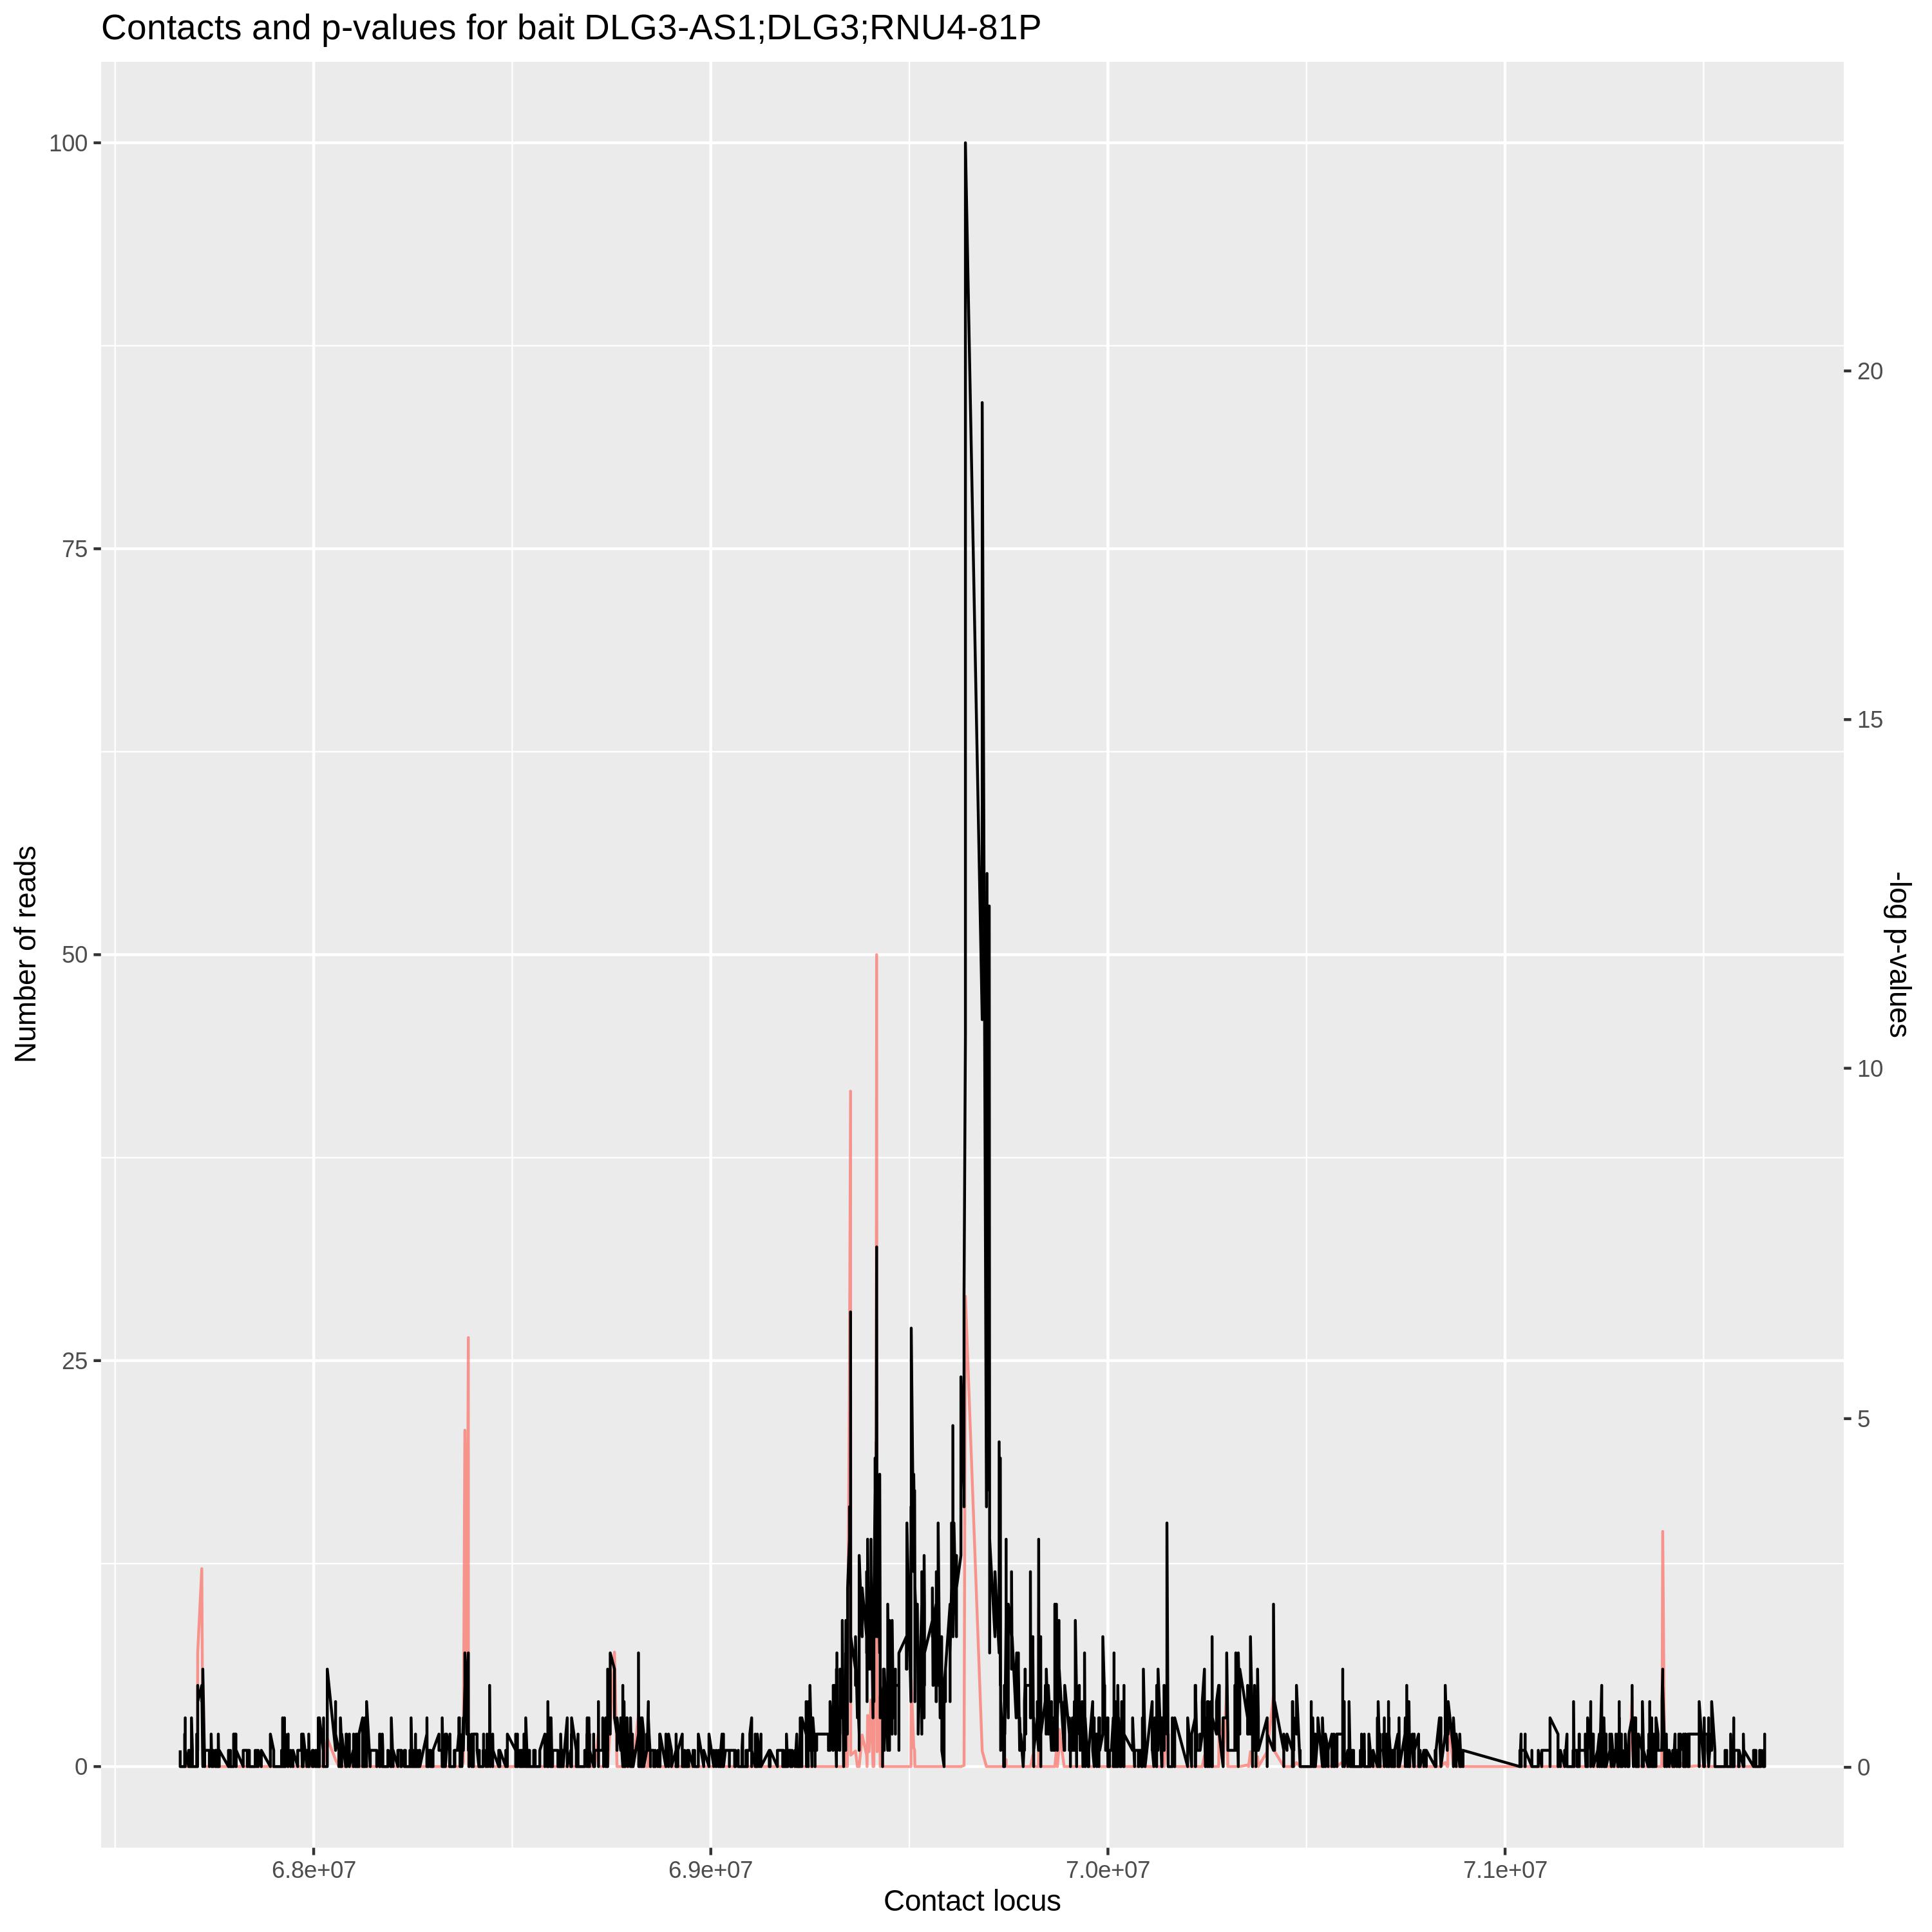 Contacts and p-values for bait DLG3-AS1;DLG3;RNU4-81P
100
75
50
25
0
Number of reads
20
15
10
5
0
-log p-values
6.8e+07
6.9e+07
7.0e+07
7.1e+07
Contact locus